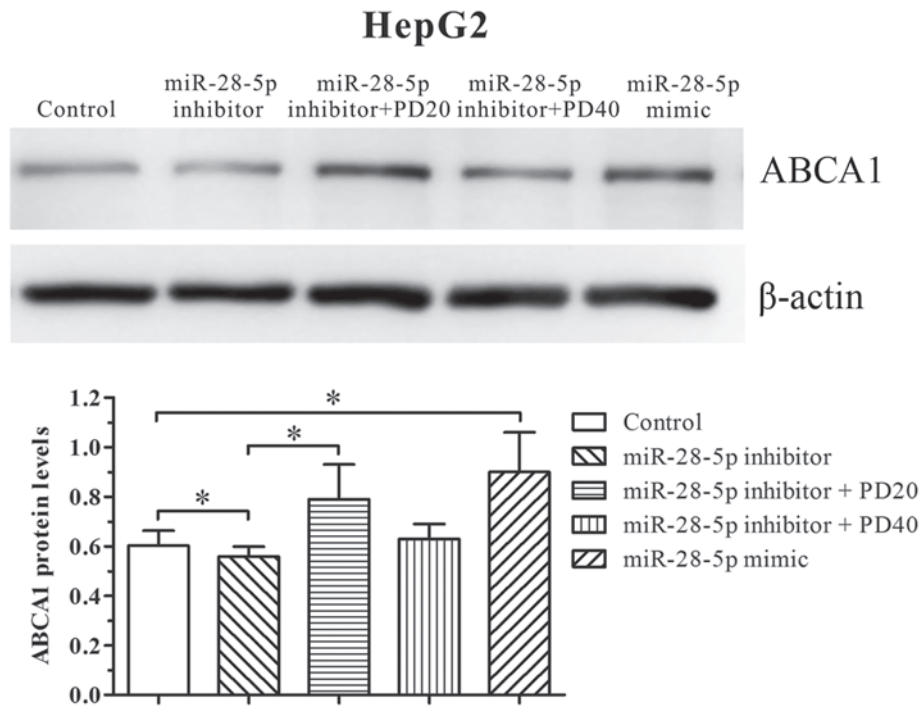 HepG2
Control
miR-28-5p
inhibitor
miR-28-5p
inhibitor+PD20
miR-28-5p
inhibitor+PD40
miR-28-5p
mimic
ABCA1
β-actin
ABCA1 protein levels
1.2
1.0
0.8
0.6
0.4
0.2
0.0
*
*
*
Control
miR-28-5p inhibitor
miR-28-5p inhibitor + PD20
miR-28-5p inhibitor + PD40
miR-28-5p mimic